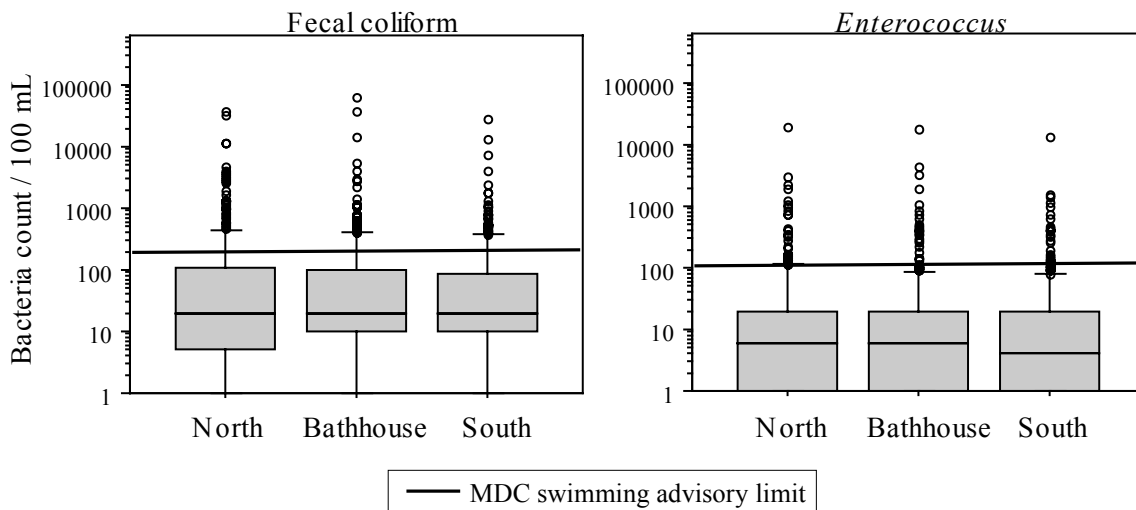 Fecal coliform
Enterococcus
Bacteria count / 100 mL
100000
10000
1000
100
10
1
North Bathhouse South
100000
10000
1000
100
10
1
North Bathhouse South
MDC swimming advisory limit